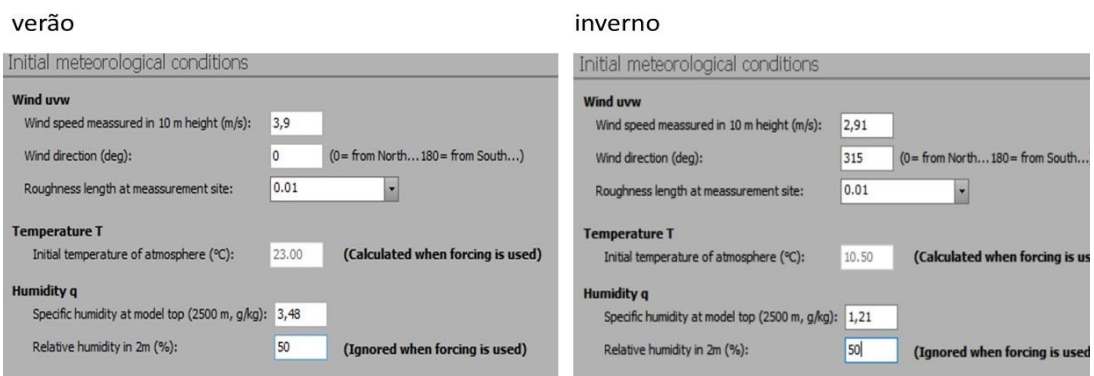 verão
Initial meteorological conditions
Wind uvw
Wind speed meassured in 10 m height (m/s): 3,9
Wind direction (deg): 0 (0= from North...180= from South...)
Roughness length at meassurement site: 0.01
Temperature T
Initial temperature of atmosphere (°C): 23.00 (Calculated when forcing is used)
Humidity q
Specific humidity at model top (2500 m, g/kg): 3,48
Relative humidity in 2m (%): 50 (Ignored when forcing is used)
inverno
Initial meteorological conditions
Wind uvw
Wind speed meassured in 10 m height (m/s): 2,91
Wind direction (deg): 315 (0= from North...180= from South...
Roughness length at meassurement site: 0.01
Temperature T
Initial temperature of atmosphere (°C): 10.50 (Calculated when forcing is us
Humidity q
Specific humidity at model top (2500 m, g/kg): 1,21
Relative humidity in 2m (%): 50 (Ignored when forcing is used